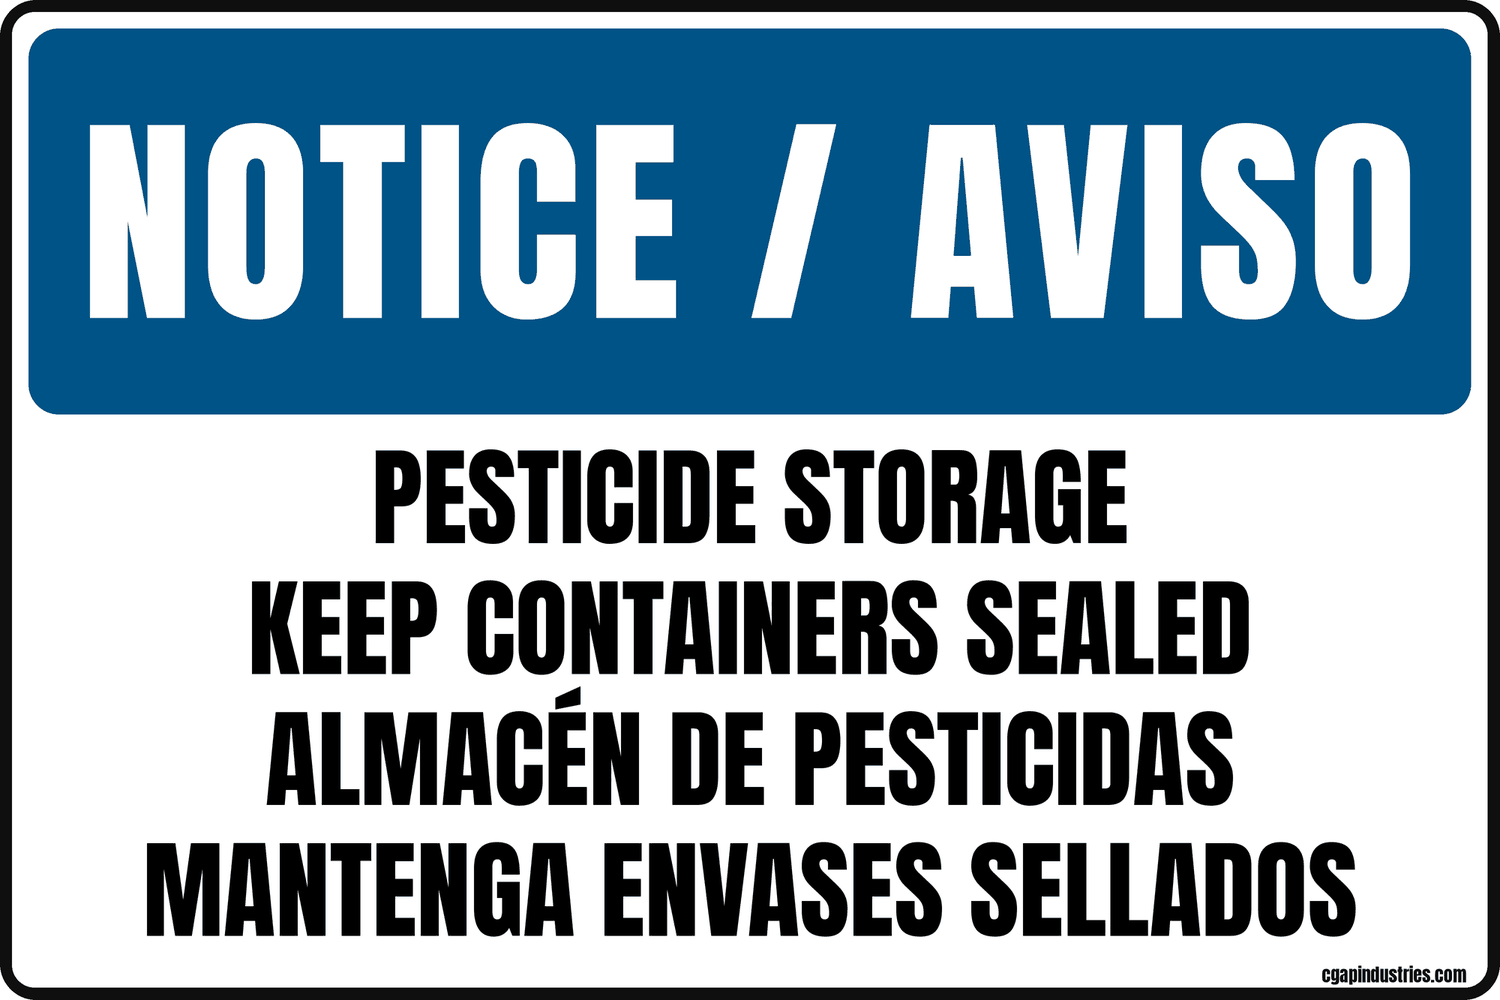 NOTICE / AVISO
PESTICIDE STORAGE
KEEP CONTAINERS SEALED
ALMACÉN DE PESTICIDAS
MANTENGA ENVASES SELLADOS
cgapindustries.com